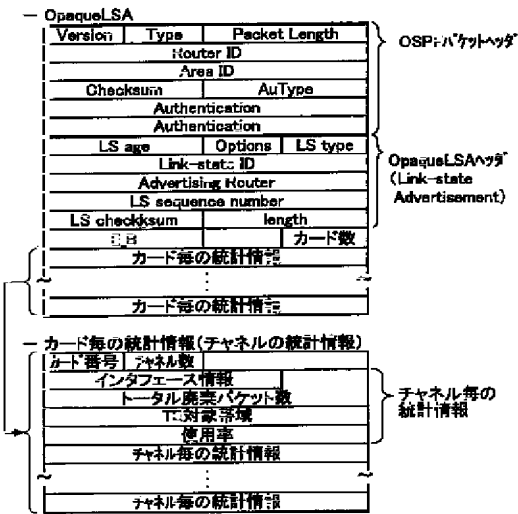 OpaqueLSA
Version Type Packet Length
Router ID
Area ID
Checksum AuType
Authentication
Authentication
OSPFパケットヘッダ
LS age Options LS type
Link-state ID
Advertising Router
LS sequence number
LS checkksum length
OpaqueLSAヘッダ
(Link-state
Advertisement)
カード数
カード毎の統計情報
カード毎の統計情報
カード毎の統計情報(チャネルの統計情報)
カード番号 チャネル数
インタフェース情報
トータル廃棄パケット数
対象帯域
使用率
チャネル毎の
統計情報
チャネル毎の統計情報
チャネル毎の統計情報